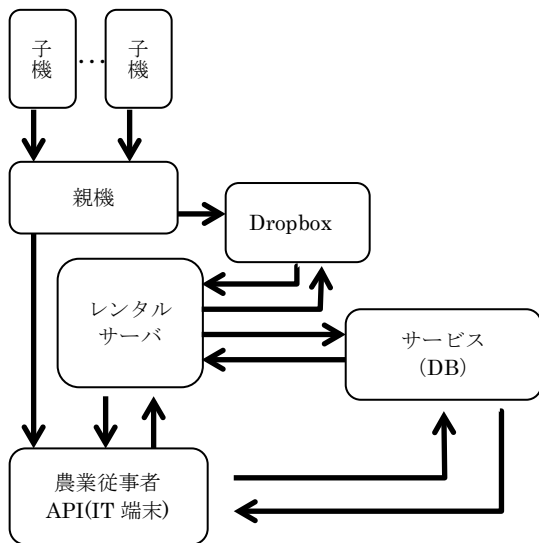 子
機
…
子
機
親機
Dropbox
レンタル
サーバ
サービス
（DB）
農業従事者
API(IT 端末)